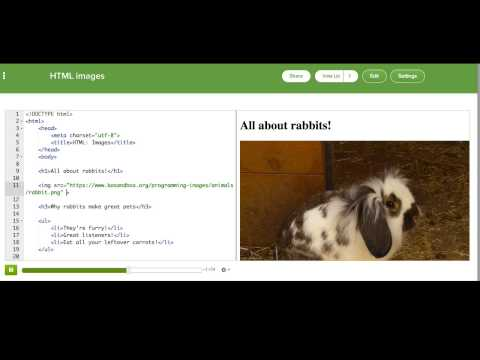 HTML images
Share
Edit
Settings
1 <!DOCTYPE html>
2 <html>
3 <head>
4 <meta charset="utf-8">
5 <title>HTML: Images</title>
6 </head>
7 <body>
8
9 <h1>All about rabbits!</h1>
10
11 <img src="https://www.kasandbox.org/programming-images/animals
/rabbit.png" >
12
13 <h3>Why rabbits make great pets</h3>
14
15 <ul>
16 <li>They're furry!</li>
17 <li>Great listeners!</li>
18 <li>Eat all your leftover carrots!</li>
19 </ul>
20
All about rabbits!